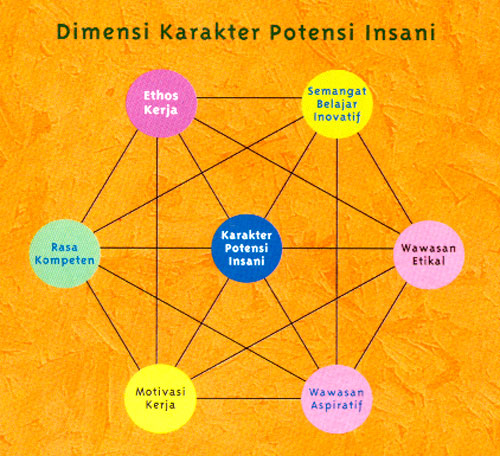 Dimensi Karakter Potensi Insani
Ethos
Kerja
Semangat
Belajar
Inovatif
Rasa
Kompeten
Karakter
Potensi
Insani
Wawasan
Etikal
Motivasi
Kerja
Wawasan
Aspiratif